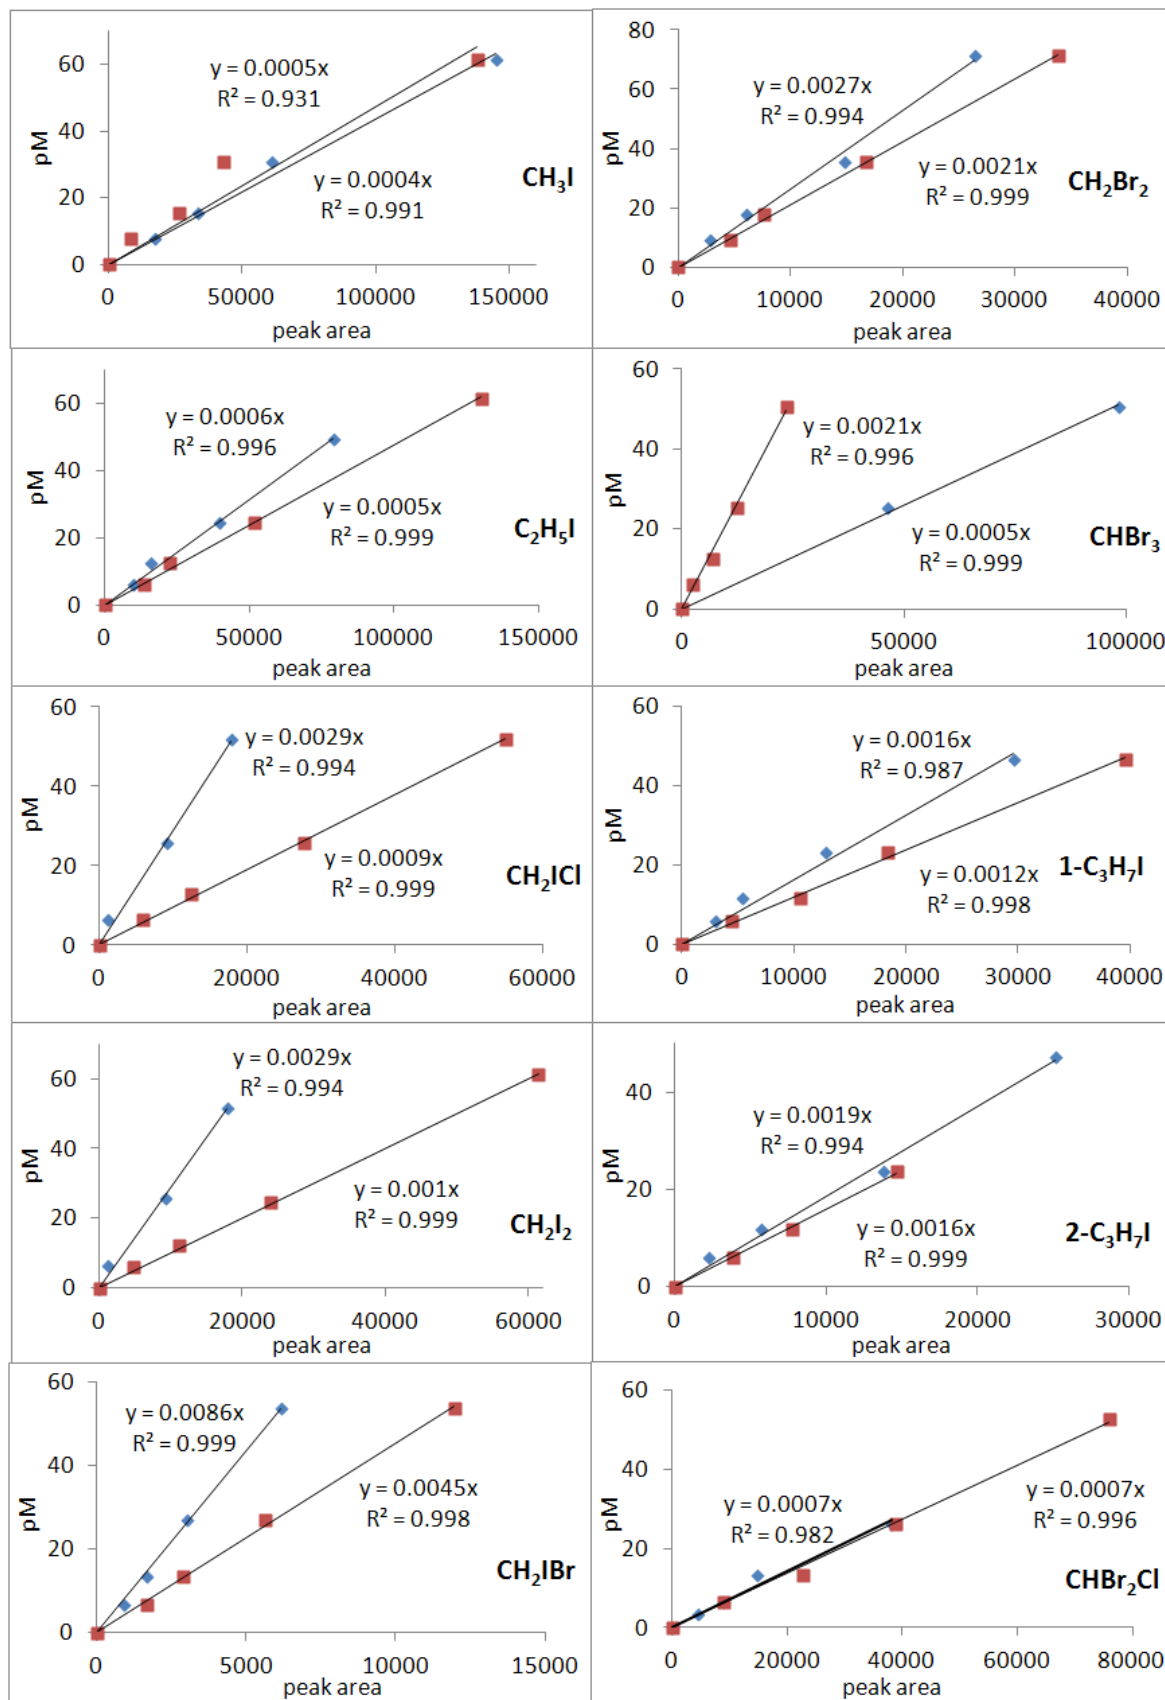 60
40
20
0
pM
y = 0.0005x
R² = 0.931
y = 0.0004x
R² = 0.991
CH₃I
0 50000 100000 150000
peak area
80
60
40
20
0
pM
y = 0.0027x
R² = 0.994
y = 0.0021x
R² = 0.999
CH₂Br₂
0 10000 20000 30000 40000
peak area
60
40
20
0
pM
y = 0.0006x
R² = 0.996
y = 0.0005x
R² = 0.999
C₂H₅I
0 50000 100000 150000
peak area
60
40
20
0
pM
y = 0.0021x
R² = 0.996
y = 0.0005x
R² = 0.999
CHBr₃
0 50000 100000
peak area
60
40
20
0
pM
y = 0.0029x
R² = 0.994
y = 0.0009x
R² = 0.999
CH₂ICl
0 20000 40000 60000
peak area
60
40
20
0
pM
y = 0.0016x
R² = 0.987
y = 0.0012x
R² = 0.998
1-C₃H₇I
0 10000 20000 30000 40000
peak area
60
40
20
0
pM
y = 0.0029x
R² = 0.994
y = 0.001x
R² = 0.999
CH₂I₂
0 20000 40000 60000
peak area
40
20
0
pM
y = 0.0019x
R² = 0.994
y = 0.0016x
R² = 0.999
2-C₃H₇I
0 10000 20000 30000
peak area
60
40
20
0
pM
y = 0.0086x
R² = 0.999
y = 0.0045x
R² = 0.998
CH₂IBr
0 5000 10000 15000
peak area
60
40
20
0
pM
y = 0.0007x
R² = 0.982
y = 0.0007x
R² = 0.996
CHBr₂Cl
0 20000 40000 60000 80000
peak area